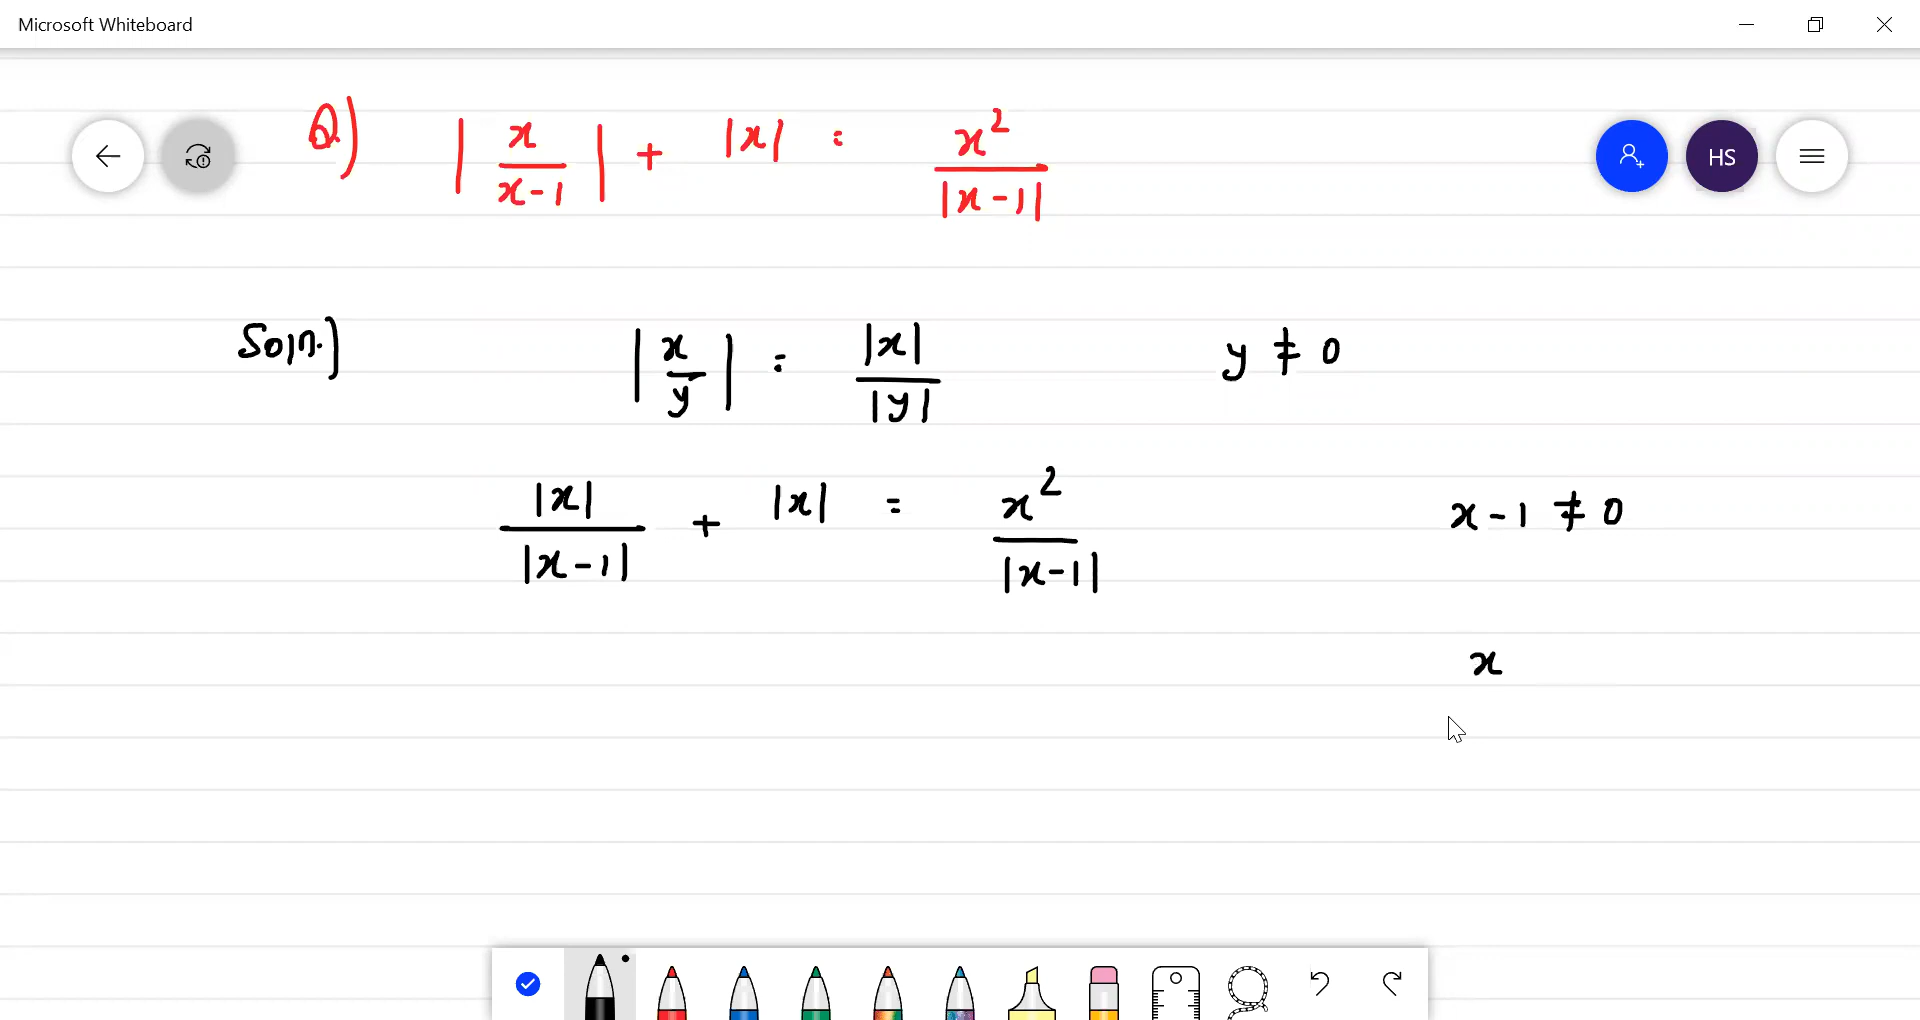 Microsoft Whiteboard
Q) | x / x-1 | + |x| = x² / |x-1|
HS
Soln.) | x / y | = |x| / |y| y ≠ 0
|x| / |x-1| + |x| = x² / |x-1| x-1 ≠ 0
x